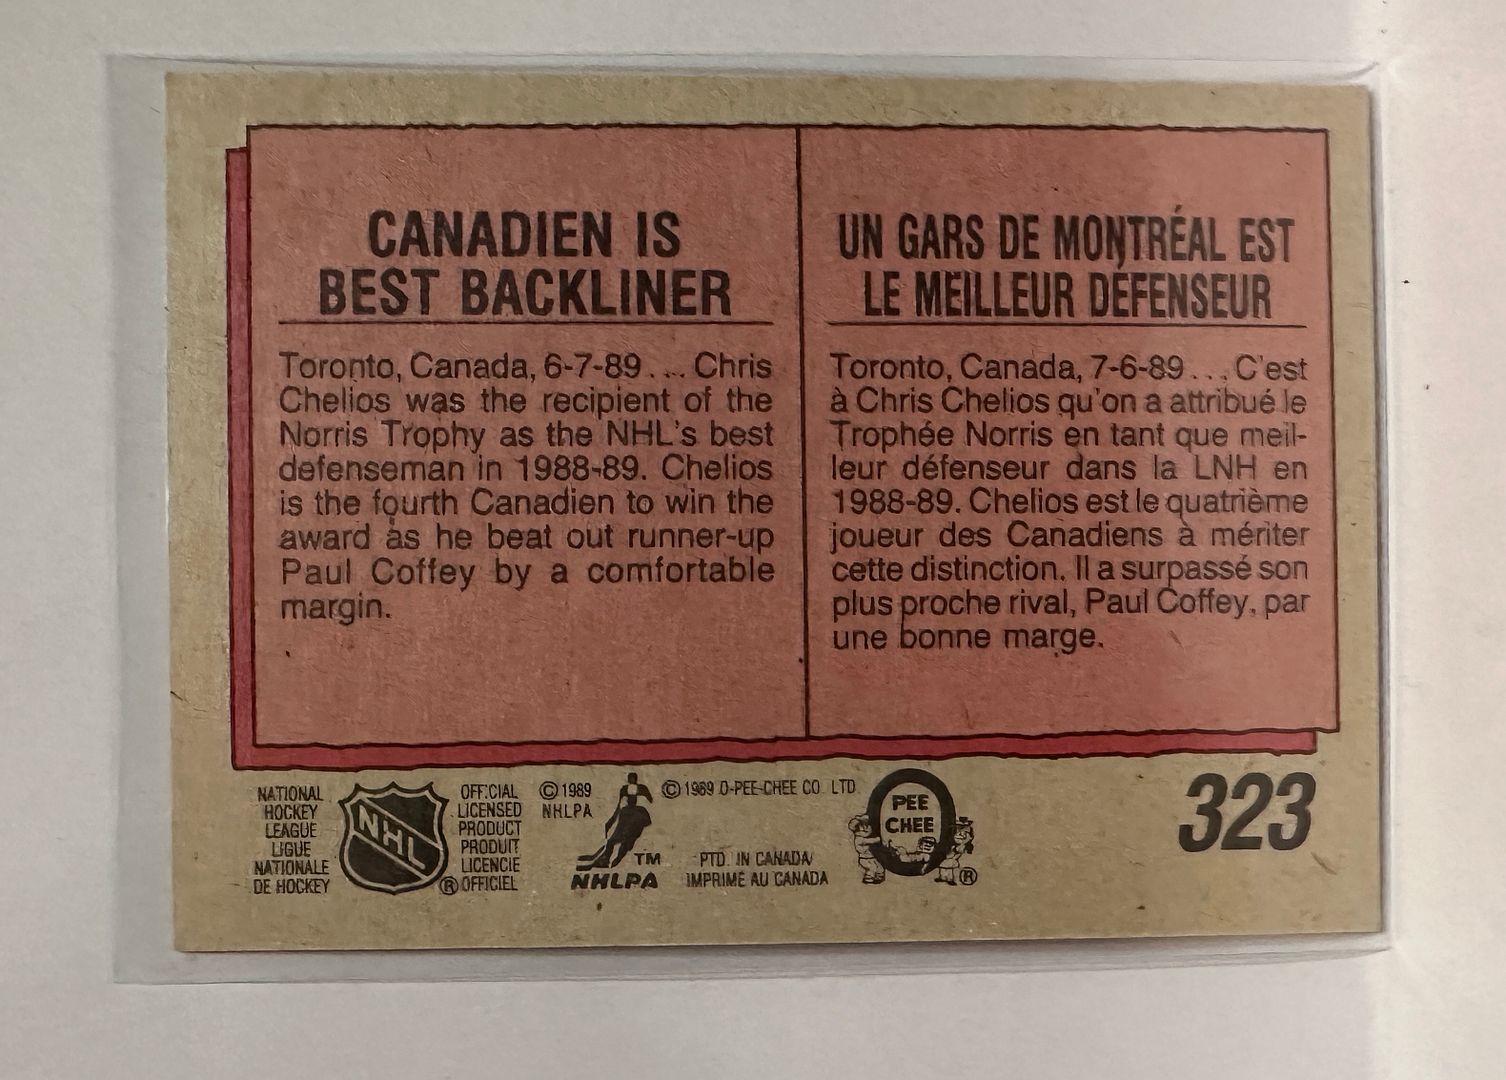 CANADIEN IS
BEST BACKLINER
Toronto, Canada, 6-7-89 . . . Chris
Chelios was the recipient of the
Norris Trophy as the NHL's best
defenseman in 1988-89. Chelios
is the fourth Canadien to win the
award as he beat out runner-up
Paul Coffey by a comfortable
margin.
UN GARS DE MONTRÉAL EST
LE MEILLEUR DÉFENSEUR
Toronto, Canada, 7-6-89 . . . C'est
à Chris Chelios qu'on a attribué le
Trophée Norris en tant que meil-
leur défenseur dans la LNH en
1988-89. Chelios est le quatrième
joueur des Canadiens à mériter
cette distinction. Il a surpassé son
plus proche rival, Paul Coffey, par
une bonne marge.
NATIONAL
HOCKEY
LEAGUE
LIGUE
NATIONALE
DE HOCKEY
NHL
®
OFFICIAL
LICENSED
PRODUCT
PRODUIT
LICENCIE
OFFICIEL
© 1989
NHLPA
TM
NHLPA
© 1989 O-PEE-CHEE CO LTD
PTD. IN CANADA/
IMPRIMÉ AU CANADA
O
PEE
CHEE
®
323